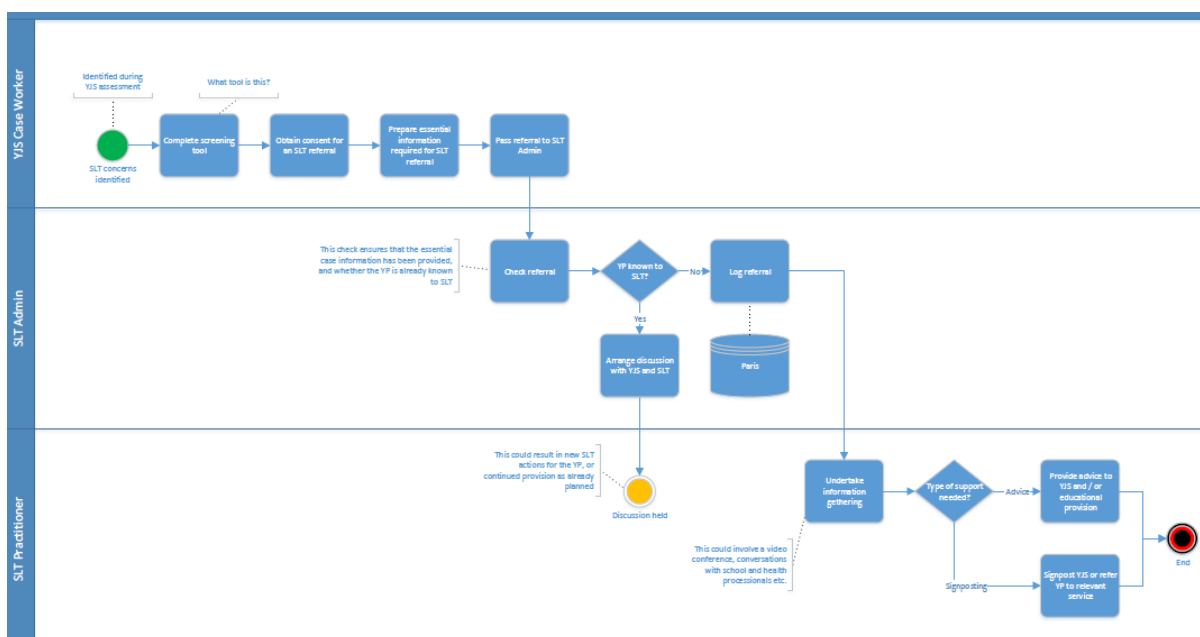 YJS Case Worker
Identified during
YJS assessment
What tool is this?
SLT concerns
identified
Complete screening
tool
Obtain consent for
an SLT referral
Prepare essential
information
required for SLT
referral
Pass referral to SLT
Admin
SLT Admin
This check ensures that the essential
case information has been provided,
and whether the YP is already known
to SLT
Check referral
YP known to
SLT?
No
Log referral
Yes
Arrange discussion
with YJS and SLT
Paris
SLT Practitioner
This could result in new SLT
actions for the YP, or
continued provision as already
planned
Discussion held
Undertake
information
gethering
This could involve a video
conference, conversations
with school and health
processionals etc.
Type of support
needed?
Advice
Provide advice to
YJS and / or
educational
provision
Signposting
Signpost YJS or refer
YP to relevant
service
End